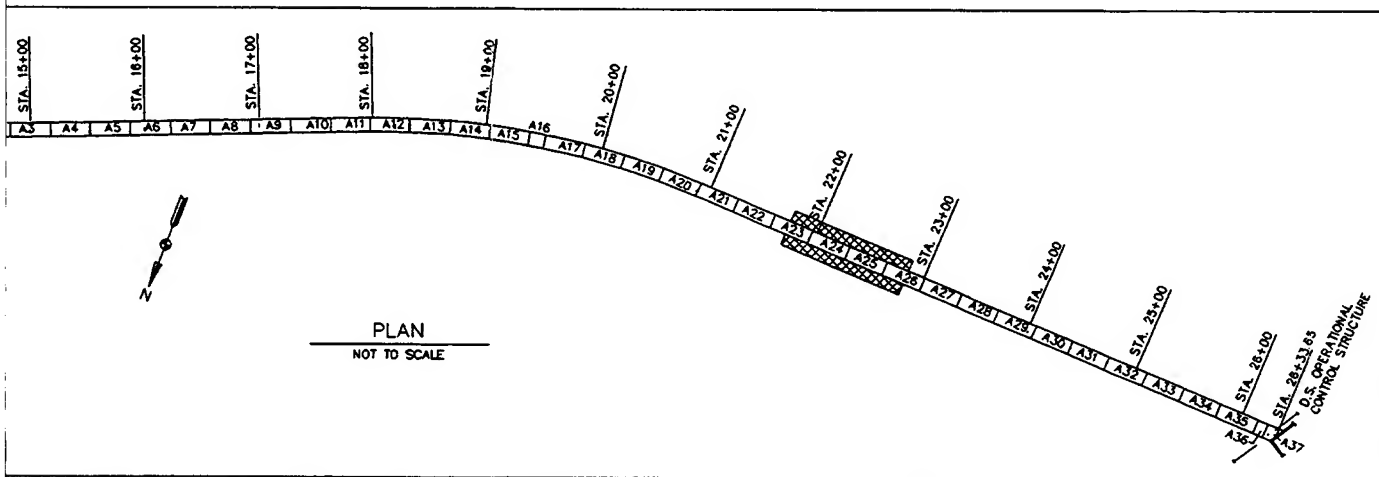 STA. 15+00
STA. 16+00
STA. 17+00
STA. 18+00
STA. 19+00
STA. 20+00
STA. 21+00
STA. 22+00
STA. 23+00
STA. 24+00
STA. 25+00
STA. 26+00
STA. 26+33.65
D.S. OPERATIONAL
CONTROL STRUCTURE
A3
A4
A5
A6
A7
A8
A9
A10
A11
A12
A13
A14
A15
A16
A17
A18
A19
A20
A21
A22
A23
A24
A25
A26
A27
A28
A29
A30
A31
A32
A33
A34
A35
A36
A37
N
PLAN
NOT TO SCALE